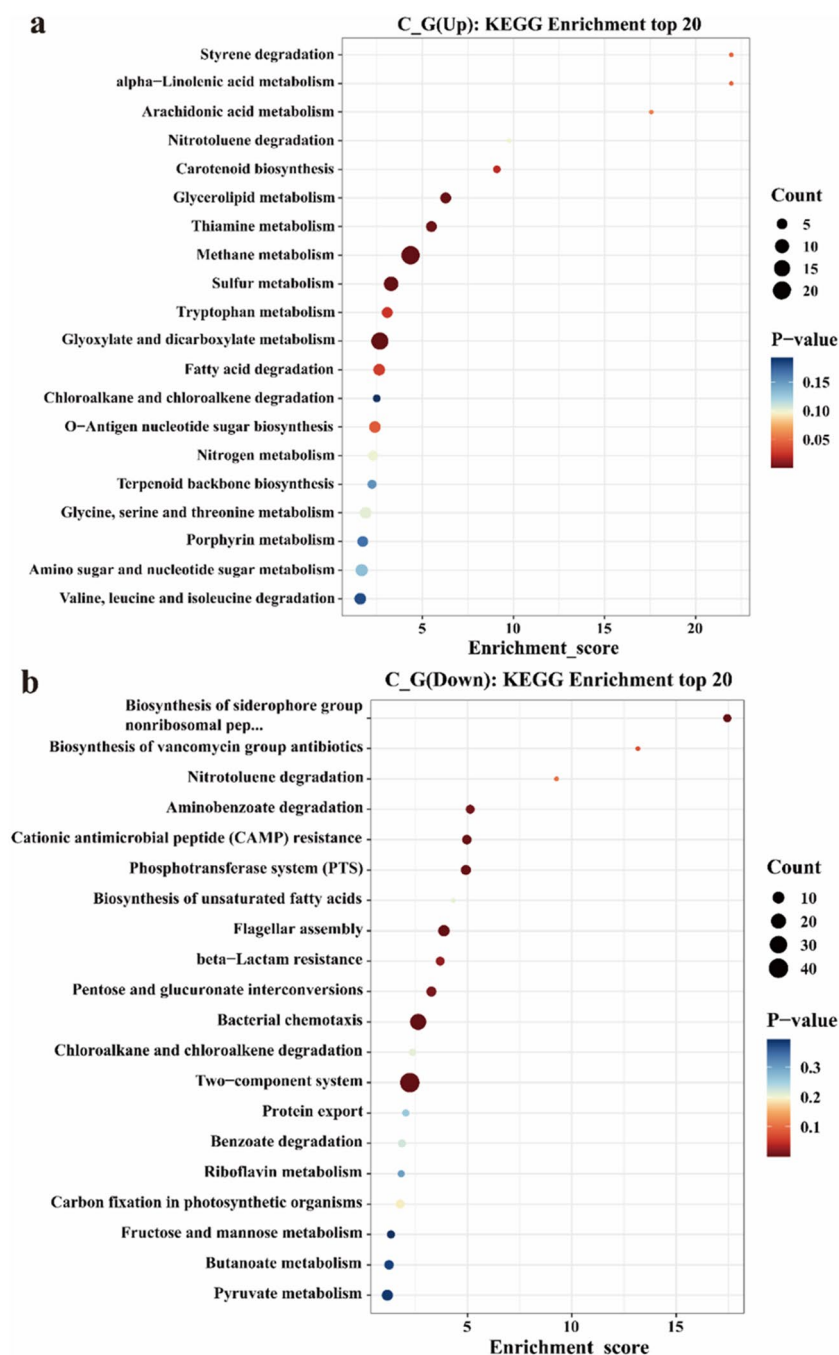 a
C_G(Up): KEGG Enrichment top 20
Styrene degradation
alpha−Linolenic acid metabolism
Arachidonic acid metabolism
Nitrotoluene degradation
Carotenoid biosynthesis
Glycerolipid metabolism
Thiamine metabolism
Methane metabolism
Sulfur metabolism
Tryptophan metabolism
Glyoxylate and dicarboxylate metabolism
Fatty acid degradation
Chloroalkane and chloroalkene degradation
O−Antigen nucleotide sugar biosynthesis
Nitrogen metabolism
Terpenoid backbone biosynthesis
Glycine, serine and threonine metabolism
Porphyrin metabolism
Amino sugar and nucleotide sugar metabolism
Valine, leucine and isoleucine degradation
5 10 15 20
Enrichment_score
Count
5
10
15
20
P−value
0.15
0.10
0.05
b
C_G(Down): KEGG Enrichment top 20
Biosynthesis of siderophore group
nonribosomal pep...
Biosynthesis of vancomycin group antibiotics
Nitrotoluene degradation
Aminobenzoate degradation
Cationic antimicrobial peptide (CAMP) resistance
Phosphotransferase system (PTS)
Biosynthesis of unsaturated fatty acids
Flagellar assembly
beta−Lactam resistance
Pentose and glucuronate interconversions
Bacterial chemotaxis
Chloroalkane and chloroalkene degradation
Two−component system
Protein export
Benzoate degradation
Riboflavin metabolism
Carbon fixation in photosynthetic organisms
Fructose and mannose metabolism
Butanoate metabolism
Pyruvate metabolism
5 10 15
Enrichment_score
Count
10
20
30
40
P−value
0.3
0.2
0.1